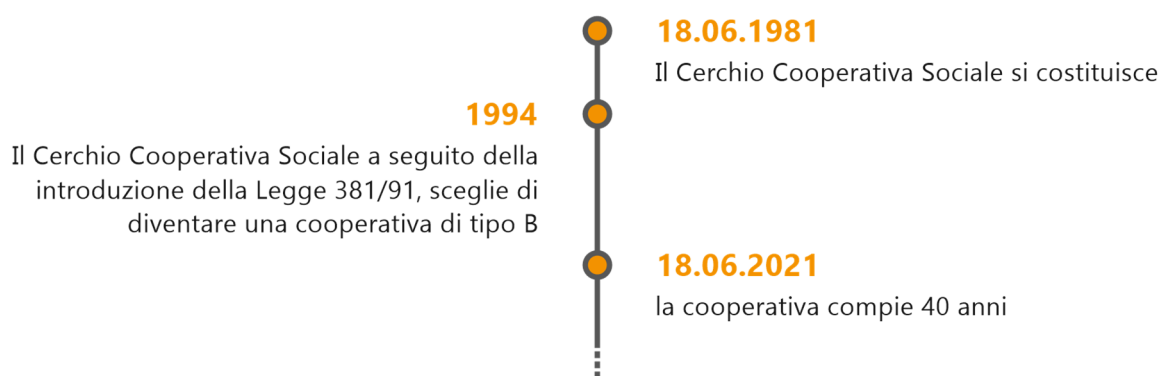 18.06.1981
Il Cerchio Cooperativa Sociale si costituisce
1994
Il Cerchio Cooperativa Sociale a seguito della
introduzione della Legge 381/91, sceglie di
diventare una cooperativa di tipo B
18.06.2021
la cooperativa compie 40 anni